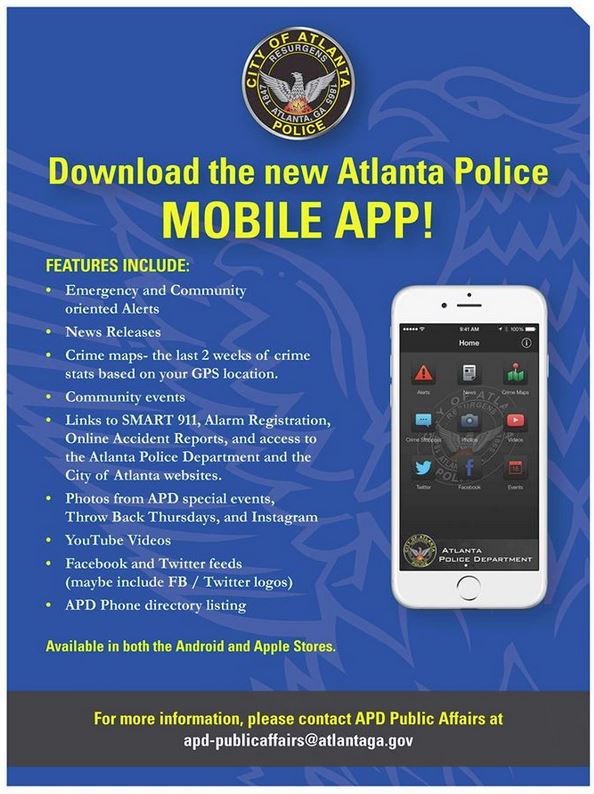 CITY OF ATLANTA
RESURGENS
1847 1865
ATLANTA, GA
POLICE
Download the new Atlanta Police
MOBILE APP!
FEATURES INCLUDE:
• Emergency and Community
oriented Alerts
• News Releases
• Crime maps- the last 2 weeks of crime
stats based on your GPS location.
• Community events
• Links to SMART 911, Alarm Registration,
Online Accident Reports, and access to
the Atlanta Police Department and the
City of Atlanta websites.
• Photos from APD special events,
Throw Back Thursdays, and Instagram
• YouTube Videos
• Facebook and Twitter feeds
(maybe include FB / Twitter logos)
• APD Phone directory listing
Available in both the Android and Apple Stores.
9:41 AM 100%
Home
Alerts News Crime Maps
Crime Stoppers Photos Videos
Twitter Facebook Events
ATLANTA
POLICE DEPARTMENT
For more information, please contact APD Public Affairs at
apd-publicaffairs@atlantaga.gov